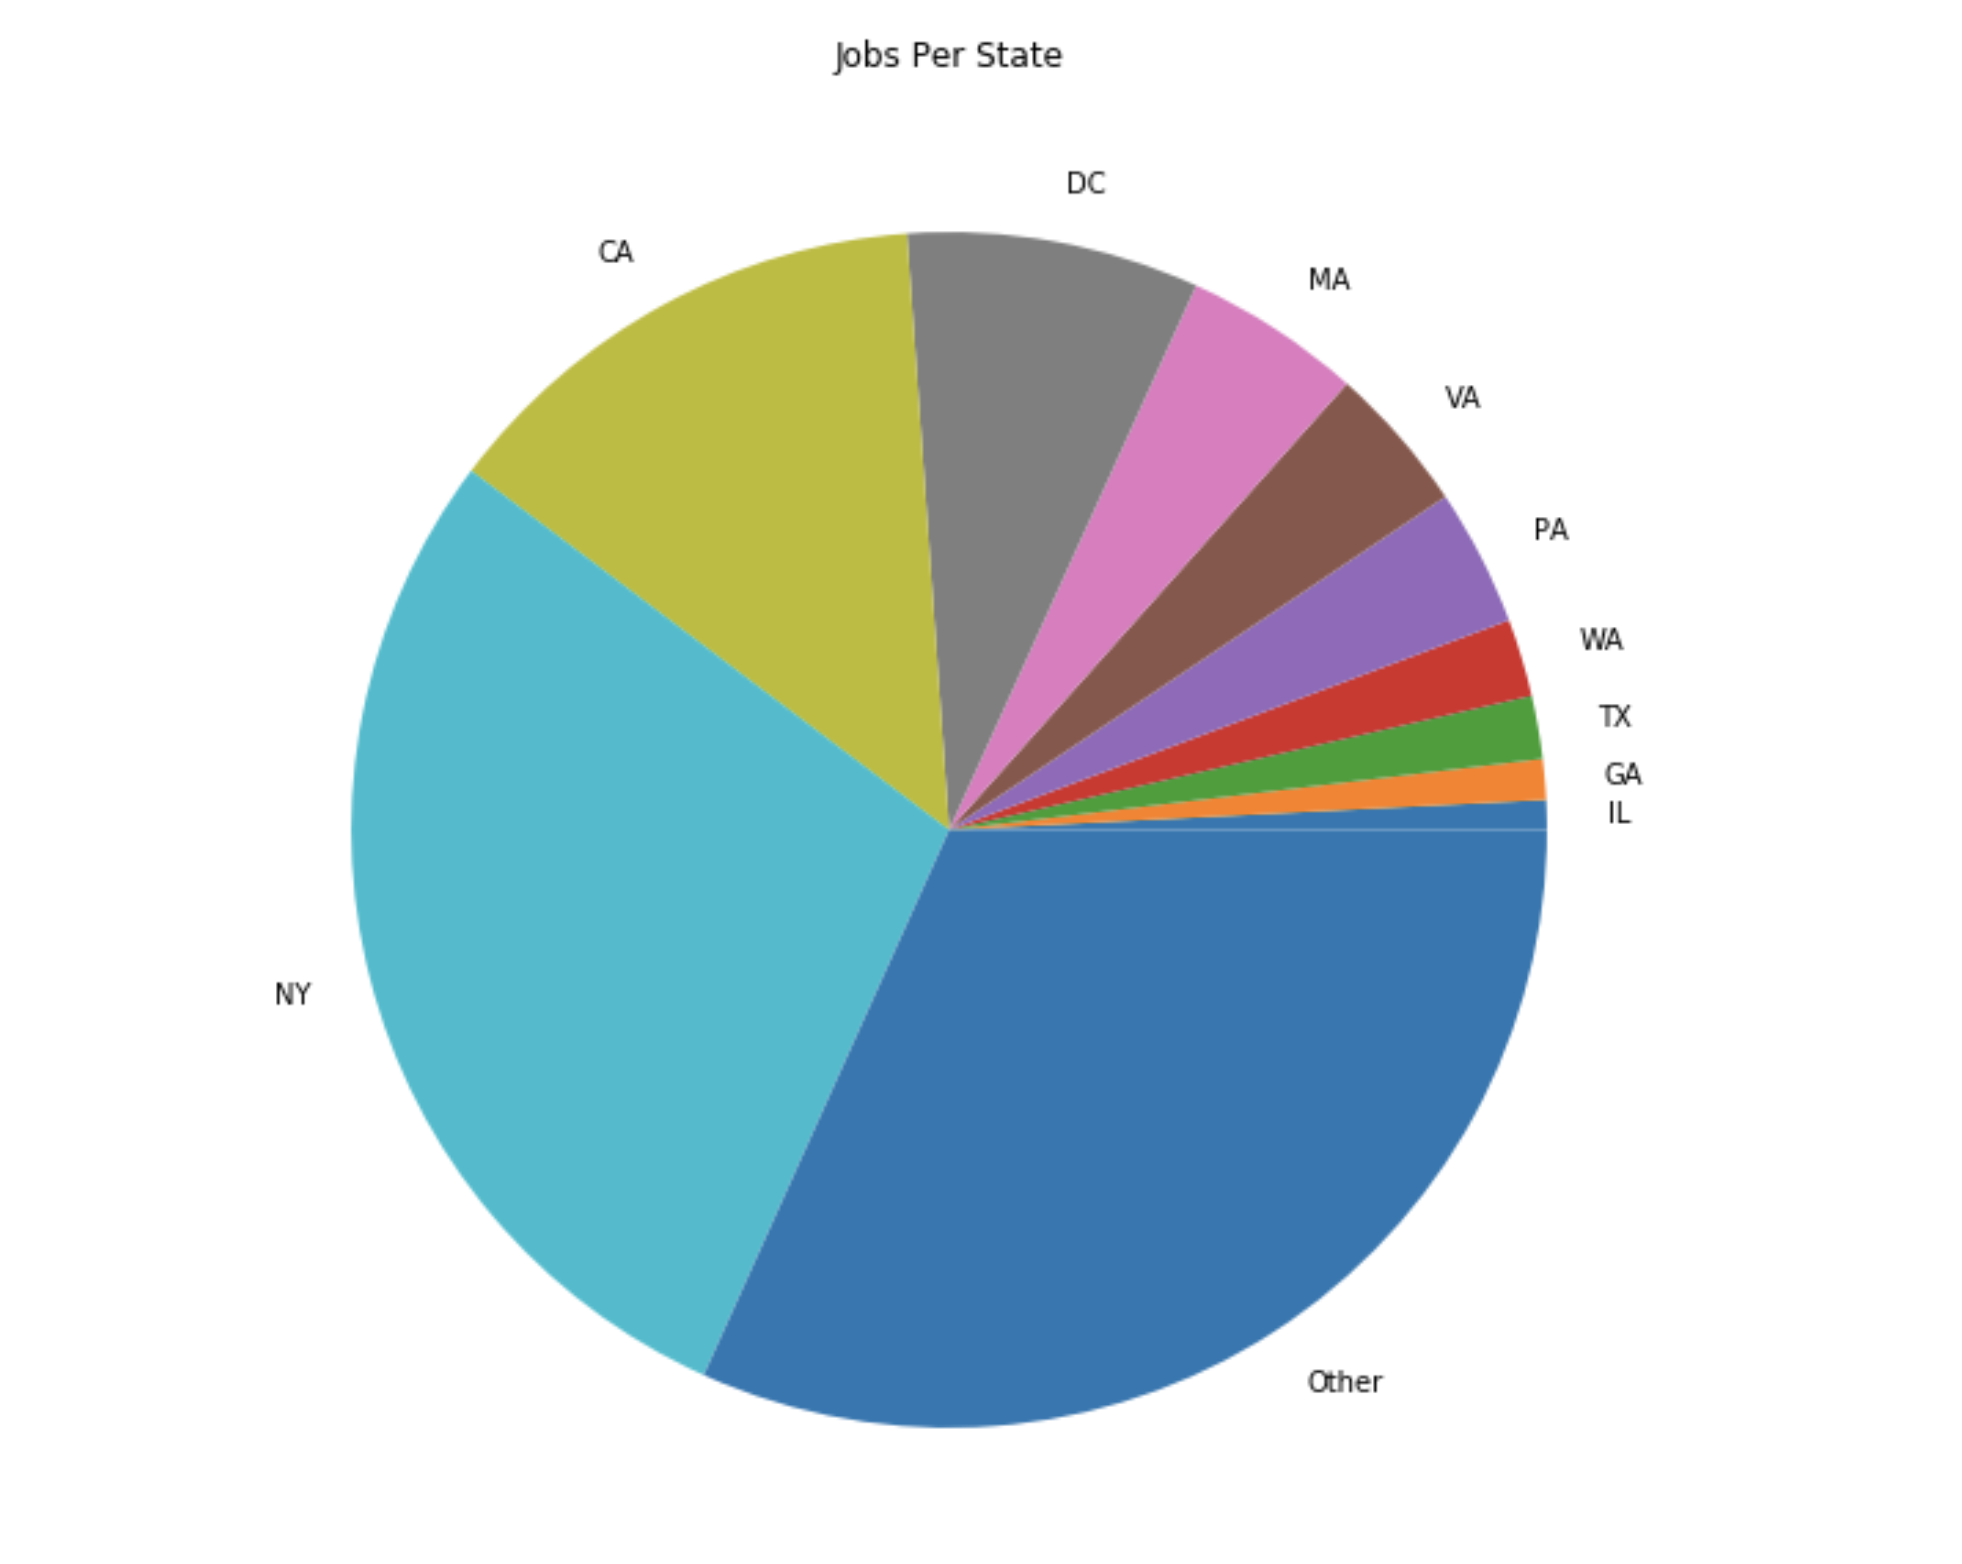 Jobs Per State
DC
CA
MA
VA
PA
WA
TX
GA
IL
NY
Other